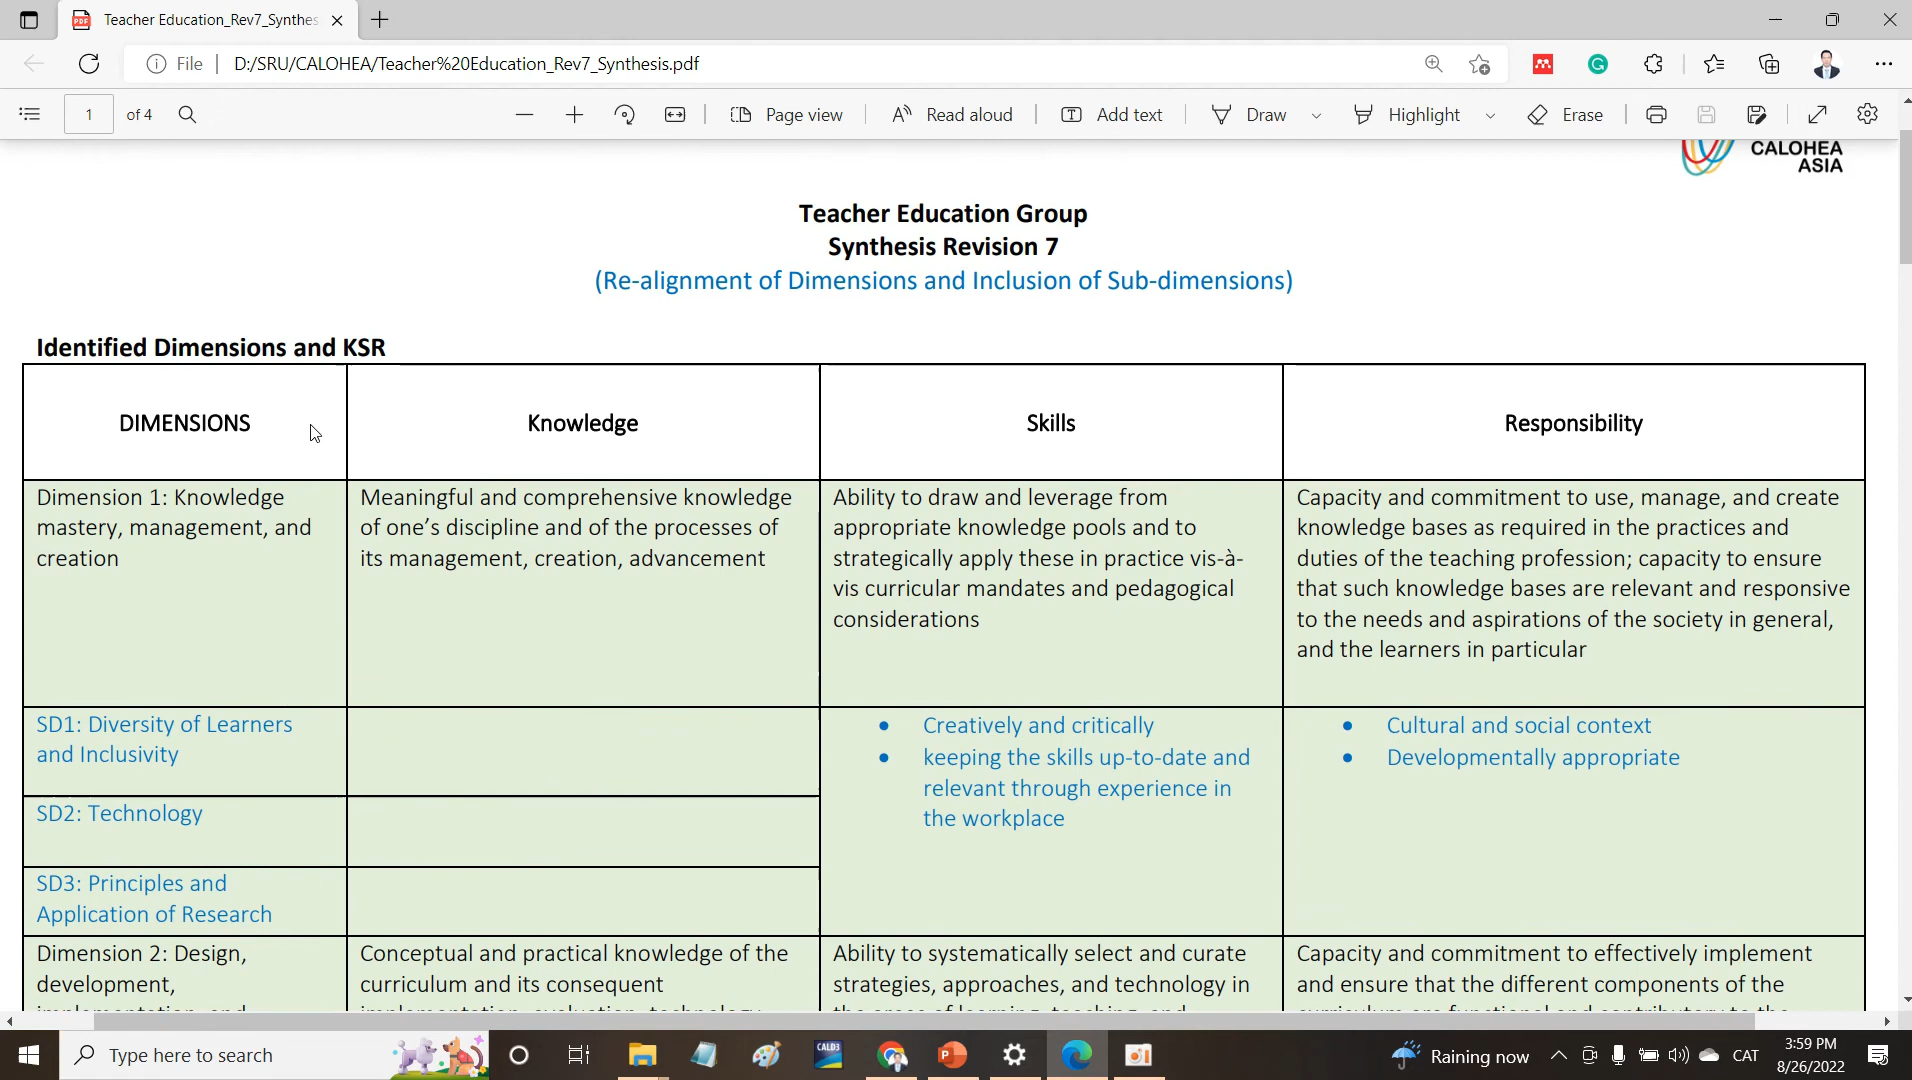 Teacher Education_Rev7_Synthes
File
D:/SRU/CALOHEA/Teacher%20Education_Rev7_Synthesis.pdf
1 of 4
Page view
Read aloud
Add text
Draw
Highlight
Erase
CALOHEA
ASIA
Teacher Education Group
Synthesis Revision 7
(Re-alignment of Dimensions and Inclusion of Sub-dimensions)
Identified Dimensions and KSR
DIMENSIONS
Knowledge
Skills
Responsibility
Dimension 1: Knowledge
mastery, management, and
creation
Meaningful and comprehensive knowledge
of one’s discipline and of the processes of
its management, creation, advancement
Ability to draw and leverage from
appropriate knowledge pools and to
strategically apply these in practice vis-à-
vis curricular mandates and pedagogical
considerations
Capacity and commitment to use, manage, and create
knowledge bases as required in the practices and
duties of the teaching profession; capacity to ensure
that such knowledge bases are relevant and responsive
to the needs and aspirations of the society in general,
and the learners in particular
SD1: Diversity of Learners
and Inclusivity
• Creatively and critically
• keeping the skills up-to-date and
relevant through experience in
the workplace
• Cultural and social context
• Developmentally appropriate
SD2: Technology
SD3: Principles and
Application of Research
Dimension 2: Design,
development,
Conceptual and practical knowledge of the
curriculum and its consequent
Ability to systematically select and curate
strategies, approaches, and technology in
Capacity and commitment to effectively implement
and ensure that the different components of the
Type here to search
CALD3
Raining now
CAT
3:59 PM
8/26/2022